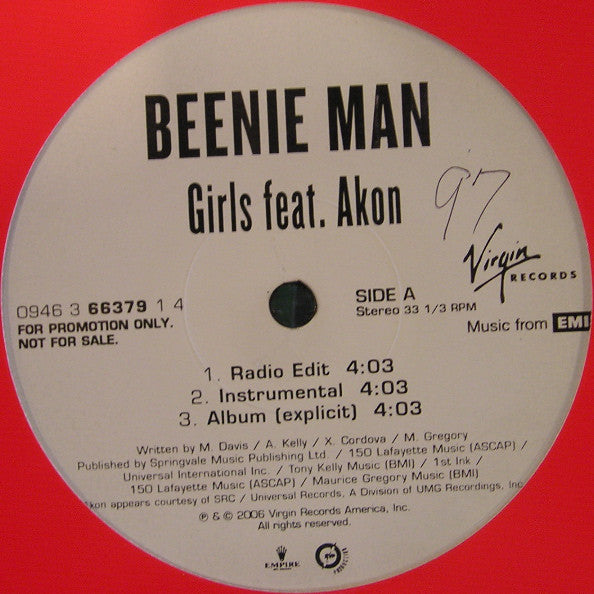 BEENIE MAN
Girls feat. Akon
97
Virgin
RECORDS
0946 3 66379 1 4
FOR PROMOTION ONLY.
NOT FOR SALE.
SIDE A
Stereo 33 1/3 RPM
Music from EMI
1. Radio Edit 4:03
2. Instrumental 4:03
3. Album (explicit) 4:03
Written by M. Davis / A. Kelly / X. Cordova / M. Gregory
Published by Springvale Music Publishing Ltd. / 150 Lafayette Music (ASCAP) /
Universal International Inc. / Tony Kelly Music (BMI) / 1st Ink /
150 Lafayette Music (ASCAP) / Maurice Gregory Music (BMI)
Akon appears courtesy of SRC / Universal Records, A Division of UMG Recordings, Inc.
℗ & © 2006 Virgin Records America, Inc.
All rights reserved.
EMPIRE